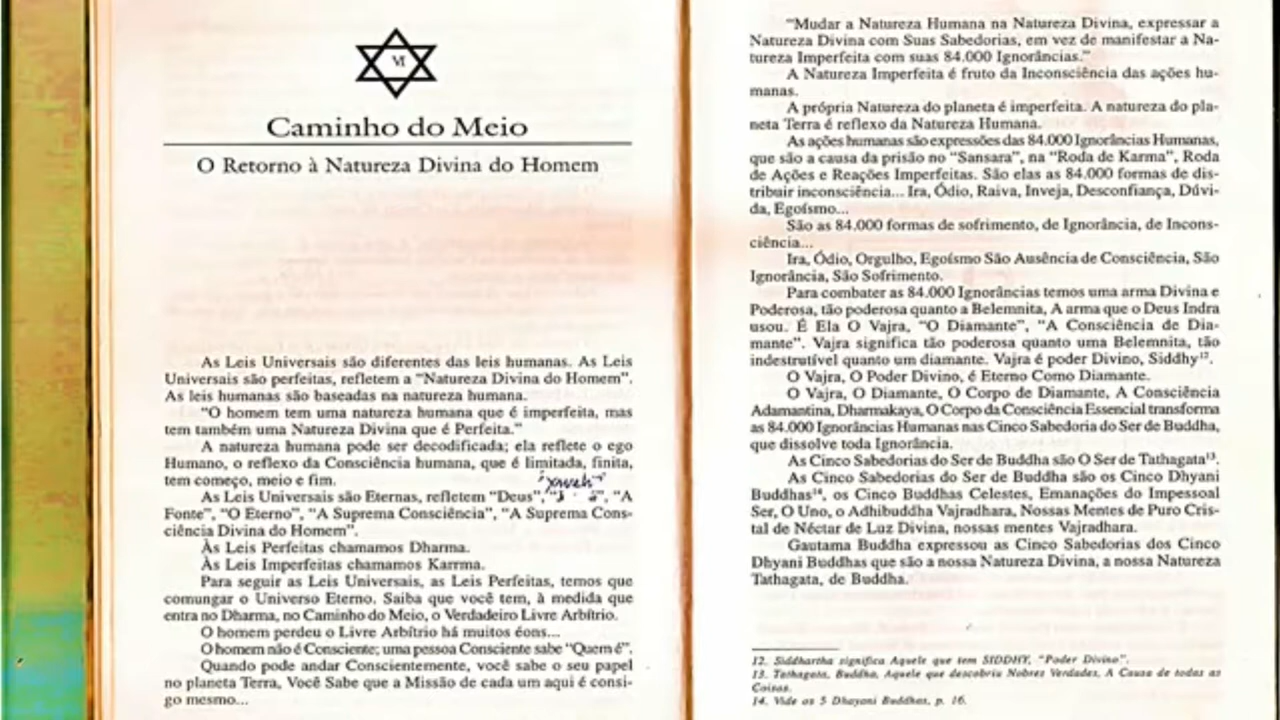 VI
Caminho do Meio
O Retorno à Natureza Divina do Homem
As Leis Universais são diferentes das leis humanas. As Leis
Universais são perfeitas, refletem a “Natureza Divina do Homem”.
As leis humanas são baseadas na natureza humana.
“O homem tem uma natureza humana que é imperfeita, mas
tem também uma Natureza Divina que é Perfeita.”
A natureza humana pode ser decodificada; ela reflete o ego
Humano, o reflexo da Consciência humana, que é limitada, finita,
tem começo, meio e fim.
As Leis Universais são Eternas, refletem “Deus”, “A
Fonte”, “O Eterno”, “A Suprema Consciência”, “A Suprema Cons-
ciência Divina do Homem”.
Às Leis Perfeitas chamamos Dharma.
Às Leis Imperfeitas chamamos Karma.
Para seguir as Leis Universais, as Leis Perfeitas, temos que
comungar o Universo Eterno. Saiba que você tem, à medida que
entra no Dharma, no Caminho do Meio, o Verdadeiro Livre Arbítrio.
O homem perdeu o Livre Arbítrio há muitos éons...
O homem não é Consciente; uma pessoa Consciente sabe “Quem é”.
Quando pode andar Conscientemente, você sabe o seu papel
no planeta Terra, Você Sabe que a Missão de cada um aqui é consi-
go mesmo...
“Mudar a Natureza Humana na Natureza Divina, expressar a
Natureza Divina com Suas Sabedorias, em vez de manifestar a Na-
tureza Imperfeita com suas 84.000 Ignorâncias.”
A Natureza Imperfeita é fruto da Inconsciência das ações hu-
manas.
A própria Natureza do planeta é imperfeita. A natureza do pla-
neta Terra é reflexo da Natureza Humana.
As ações humanas são expressões das 84.000 Ignorâncias Humanas,
que são a causa da prisão no “Sansara”, na “Roda de Karma”, Roda
de Ações e Reações Imperfeitas. São elas as 84.000 formas de dis-
tribuir inconsciência... Ira, Ódio, Raiva, Inveja, Desconfiança, Dúvi-
da, Egoísmo...
São as 84.000 formas de sofrimento, de Ignorância, de Incons-
ciência...
Ira, Ódio, Orgulho, Egoísmo São Ausência de Consciência, São
Ignorância, São Sofrimento.
Para combater as 84.000 Ignorâncias temos uma arma Divina e
Poderosa, tão poderosa quanto a Belemnita, A arma que o Deus Indra
usou. É Ela O Vajra, “O Diamante”, “A Consciência de Dia-
mante”. Vajra significa tão poderosa quanto uma Belemnita, tão
indestrutível quanto um diamante. Vajra é poder Divino, Siddhy¹².
O Vajra, O Poder Divino, é Eterno Como Diamante.
O Vajra, O Diamante, O Corpo de Diamante, A Consciência
Adamantina, Dharmakaya, O Corpo da Consciência Essencial transforma
as 84.000 Ignorâncias Humanas nas Cinco Sabedoria do Ser de Buddha,
que dissolve toda Ignorância.
As Cinco Sabedorias do Ser de Buddha são O Ser de Tathagata¹³.
As Cinco Sabedorias do Ser de Buddha são os Cinco Dhyani
Buddhas¹⁴, os Cinco Buddhas Celestes, Emanações do Impessoal
Ser, O Uno, o Adhibuddha Vajradhara, Nossas Mentes de Puro Cris-
tal de Néctar de Luz Divina, nossas mentes Vajradhara.
Gautama Buddha expressou as Cinco Sabedorias dos Cinco
Dhyani Buddhas que são a nossa Natureza Divina, a nossa Natureza
Tathagata, de Buddha.
12. Siddhartha significa Aquele que tem SIDDHY, “Poder Divino”.
13. Tathagata, Buddha, Aquele que descobriu Nobres Verdades, A Causa de todas as
Coisas.
14. Vide os 5 Dhayani Buddhas, p. 16.